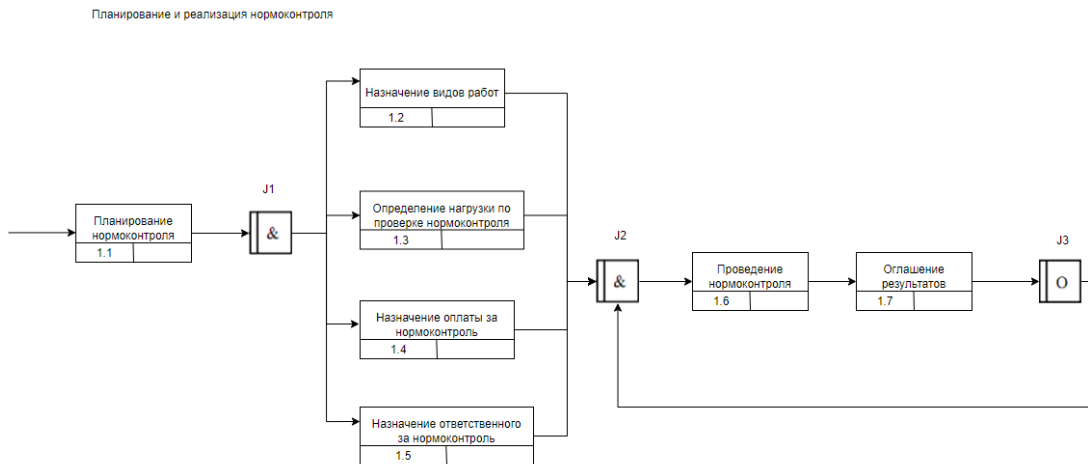 Планирование и реализация нормоконтроля
Назначение видов работ
1.2
J1
Планирование
нормоконтроля
1.1
&
Определение нагрузки по
проверке нормоконтроля
1.3
Назначение оплаты за
нормоконтроль
1.4
Назначение ответственного
за нормоконтроль
1.5
J2
&
Проведение
нормоконтроля
1.6
Оглашение
результатов
1.7
J3
O